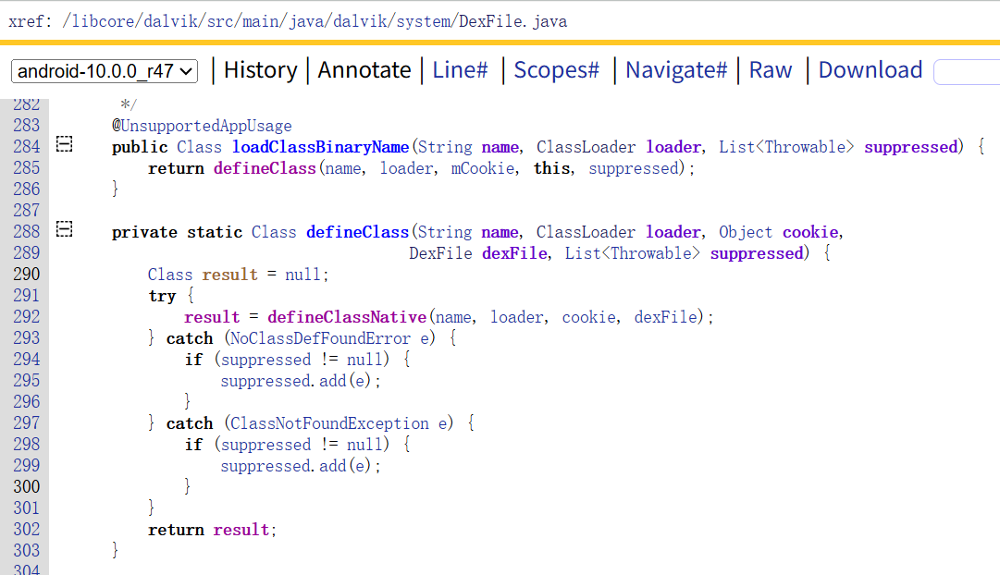 xref: /libcore/dalvik/src/main/java/dalvik/system/DexFile.java
android-10.0.0_r47 | History | Annotate | Line# | Scopes# | Navigate# | Raw | Download
282 */
283 @UnsupportedAppUsage
284 public Class loadClassBinaryName(String name, ClassLoader loader, List<Throwable> suppressed) {
285 return defineClass(name, loader, mCookie, this, suppressed);
286 }
287
288 private static Class defineClass(String name, ClassLoader loader, Object cookie,
289 DexFile dexFile, List<Throwable> suppressed) {
290 Class result = null;
291 try {
292 result = defineClassNative(name, loader, cookie, dexFile);
293 } catch (NoClassDefFoundError e) {
294 if (suppressed != null) {
295 suppressed.add(e);
296 }
297 } catch (ClassNotFoundException e) {
298 if (suppressed != null) {
299 suppressed.add(e);
300 }
301 }
302 return result;
303 }
304